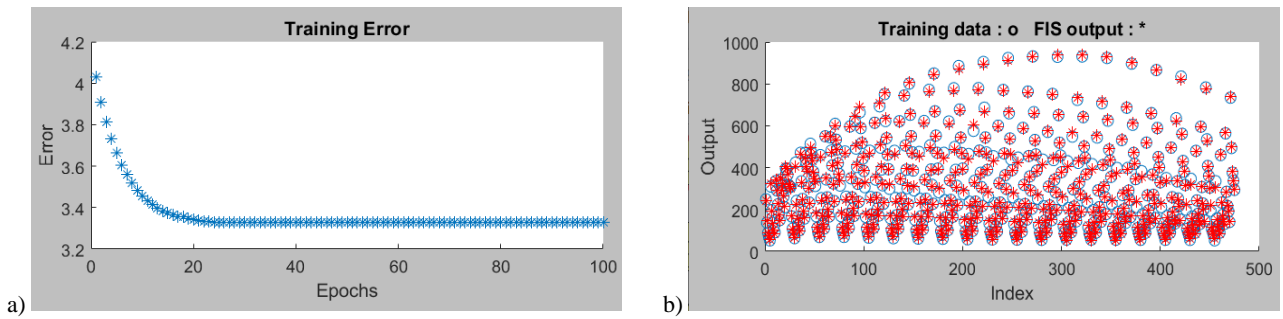 a)
Training Error
4.2
4
3.8
3.6
3.4
3.2
Error
0 20 40 60 80 100
Epochs
b)
Training data : o FIS output : *
1000
800
600
400
200
0
Output
0 100 200 300 400 500
Index